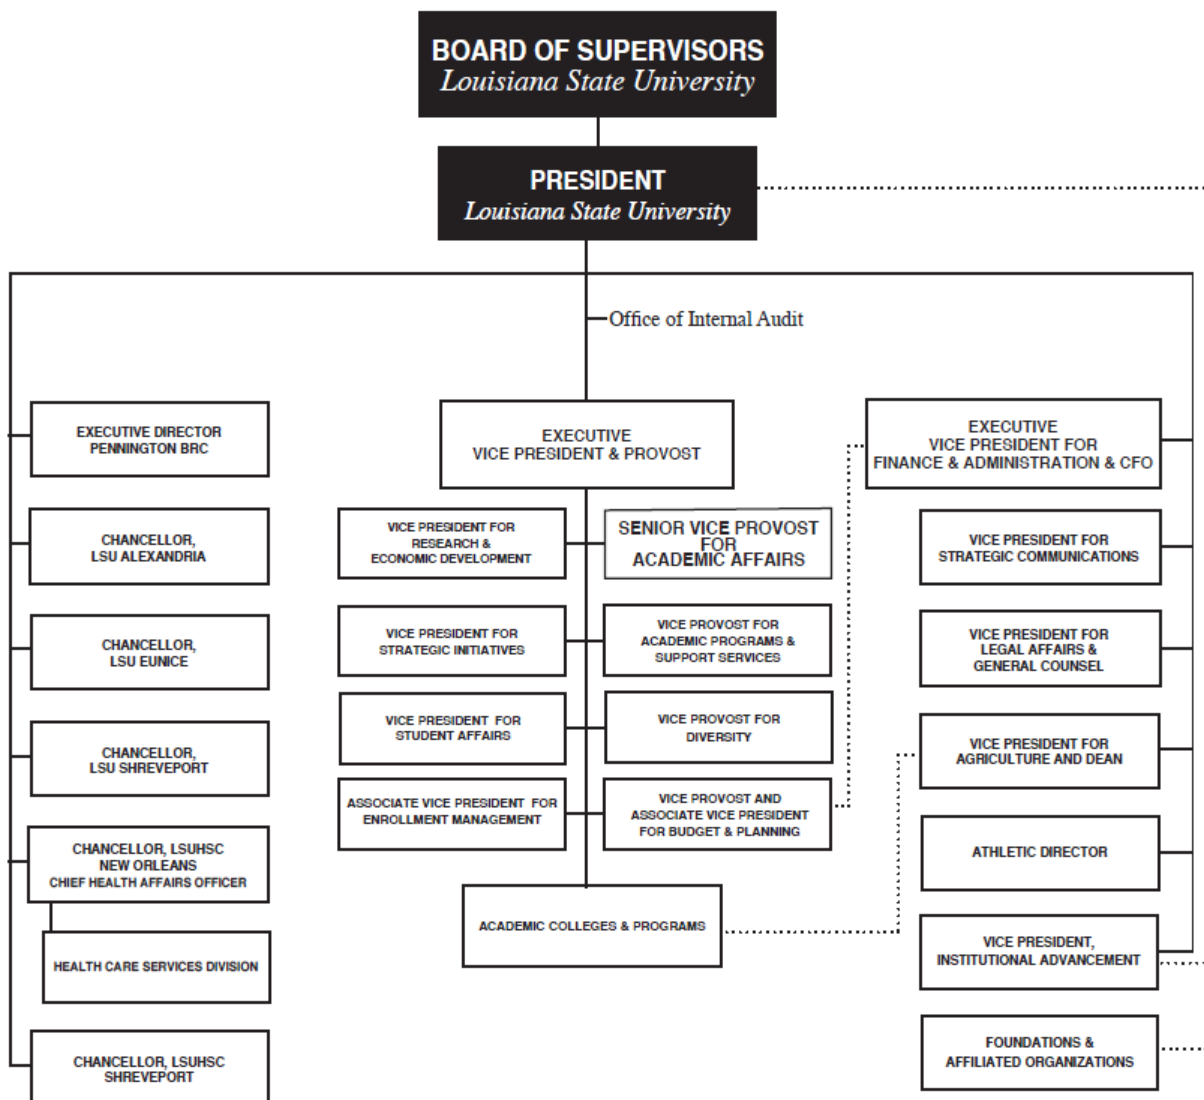 BOARD OF SUPERVISORS
Louisiana State University
PRESIDENT
Louisiana State University
Office of Internal Audit
EXECUTIVE DIRECTOR
PENNINGTON BRC
CHANCELLOR,
LSU ALEXANDRIA
CHANCELLOR,
LSU EUNICE
CHANCELLOR,
LSU SHREVEPORT
CHANCELLOR, LSUHSC
NEW ORLEANS
CHIEF HEALTH AFFAIRS OFFICER
HEALTH CARE SERVICES DIVISION
CHANCELLOR, LSUHSC
SHREVEPORT
EXECUTIVE
VICE PRESIDENT & PROVOST
VICE PRESIDENT FOR
RESEARCH &
ECONOMIC DEVELOPMENT
SENIOR VICE PROVOST
FOR
ACADEMIC AFFAIRS
VICE PRESIDENT FOR
STRATEGIC INITIATIVES
VICE PROVOST FOR
ACADEMIC PROGRAMS &
SUPPORT SERVICES
VICE PRESIDENT FOR
STUDENT AFFAIRS
VICE PROVOST FOR
DIVERSITY
ASSOCIATE VICE PRESIDENT FOR
ENROLLMENT MANAGEMENT
VICE PROVOST AND
ASSOCIATE VICE PRESIDENT
FOR BUDGET & PLANNING
ACADEMIC COLLEGES & PROGRAMS
EXECUTIVE
VICE PRESIDENT FOR
FINANCE & ADMINISTRATION & CFO
VICE PRESIDENT FOR
STRATEGIC COMMUNICATIONS
VICE PRESIDENT FOR
LEGAL AFFAIRS &
GENERAL COUNSEL
VICE PRESIDENT FOR
AGRICULTURE AND DEAN
ATHLETIC DIRECTOR
VICE PRESIDENT,
INSTITUTIONAL ADVANCEMENT
FOUNDATIONS &
AFFILIATED ORGANIZATIONS